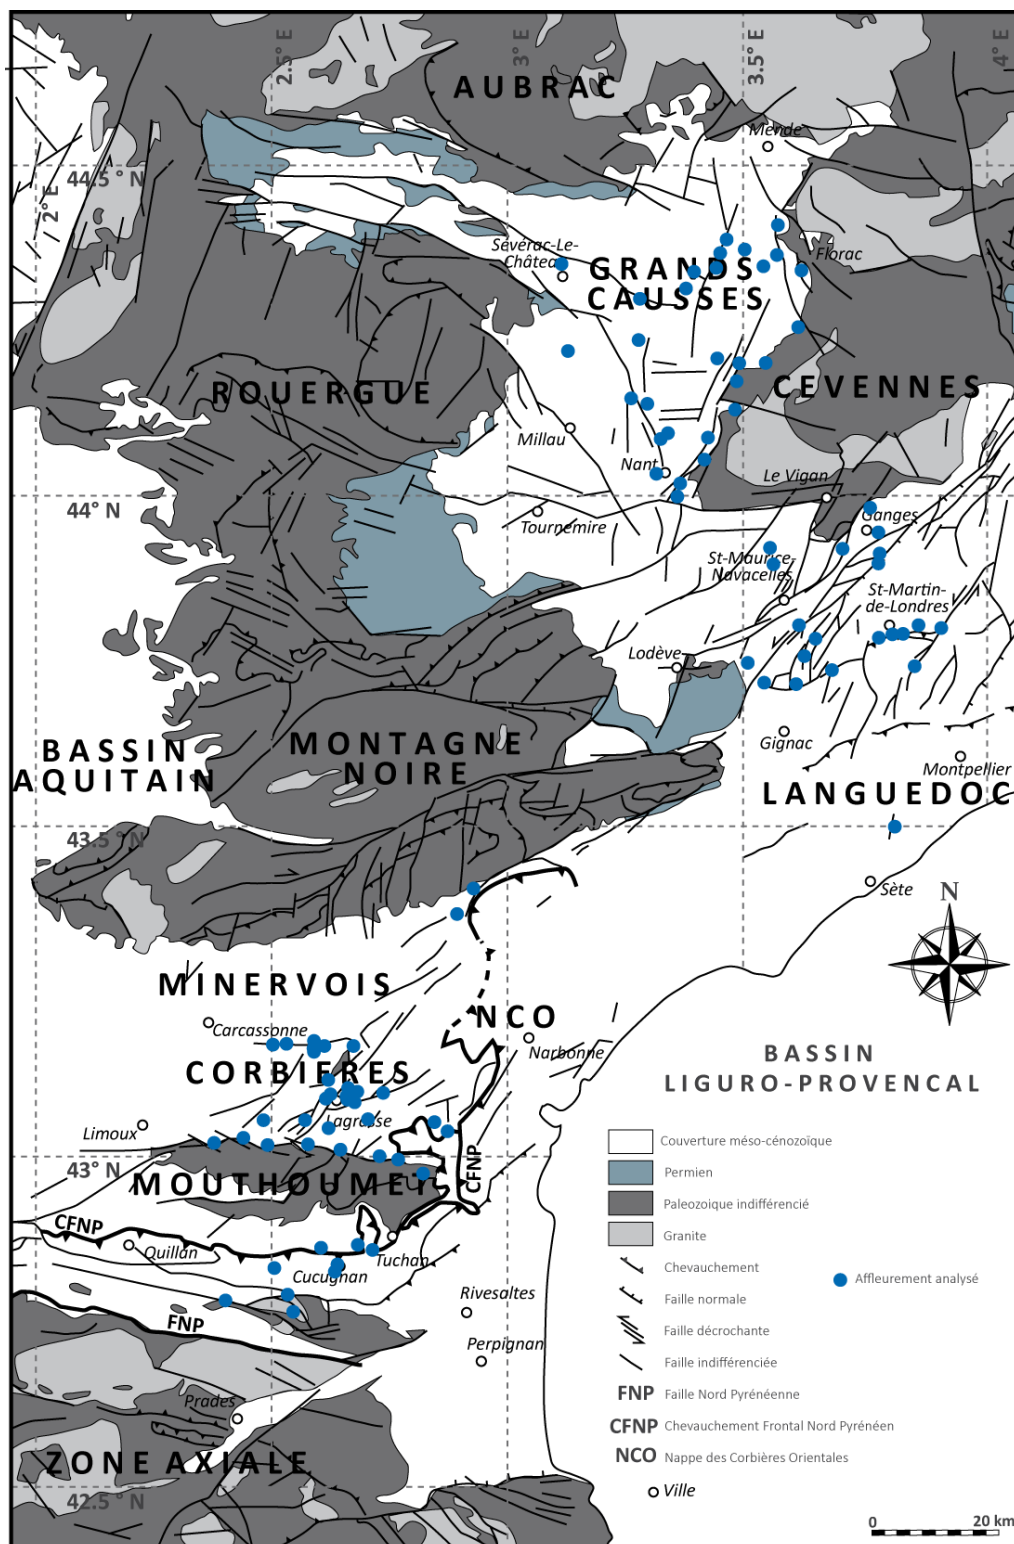 2.5° E
3° E
3.5° E
4° E
AUBRAC
Mende
44.5° N
2° E
Sévérac-Le-
Château
Florac
GRANDS
CAUSSES
ROUERGUE
CEVENNES
Millau
Nant
Le Vigan
44° N
Tournemire
Ganges
St-Maurice-
Navacelles
St-Martin-
de-Londres
Lodève
BASSIN
AQUITAIN
MONTAGNE
NOIRE
Gignac
Montpellier
LANGUEDOC
43.5° N
Sète
N
MINERVOIS
NCO
Carcassonne
Narbonne
CORBIERES
BASSIN
LIGURO-PROVENCAL
Lagrasse
Limoux
43° N
MOUTHOUMET
CFNP
CFNP
Quillan
Tuchan
Cucugnan
Rivesaltes
FNP
Perpignan
Prades
ZONE AXIALE
42.5° N
Couverture méso-cénozoïque
Permien
Paleozoique indifférencié
Granite
Chevauchement
Affleurement analysé
Faille normale
Faille décrochante
Faille indifférenciée
FNP Faille Nord Pyrénéenne
CFNP Chevauchement Frontal Nord Pyrénéen
NCO Nappe des Corbières Orientales
Ville
0 20 km